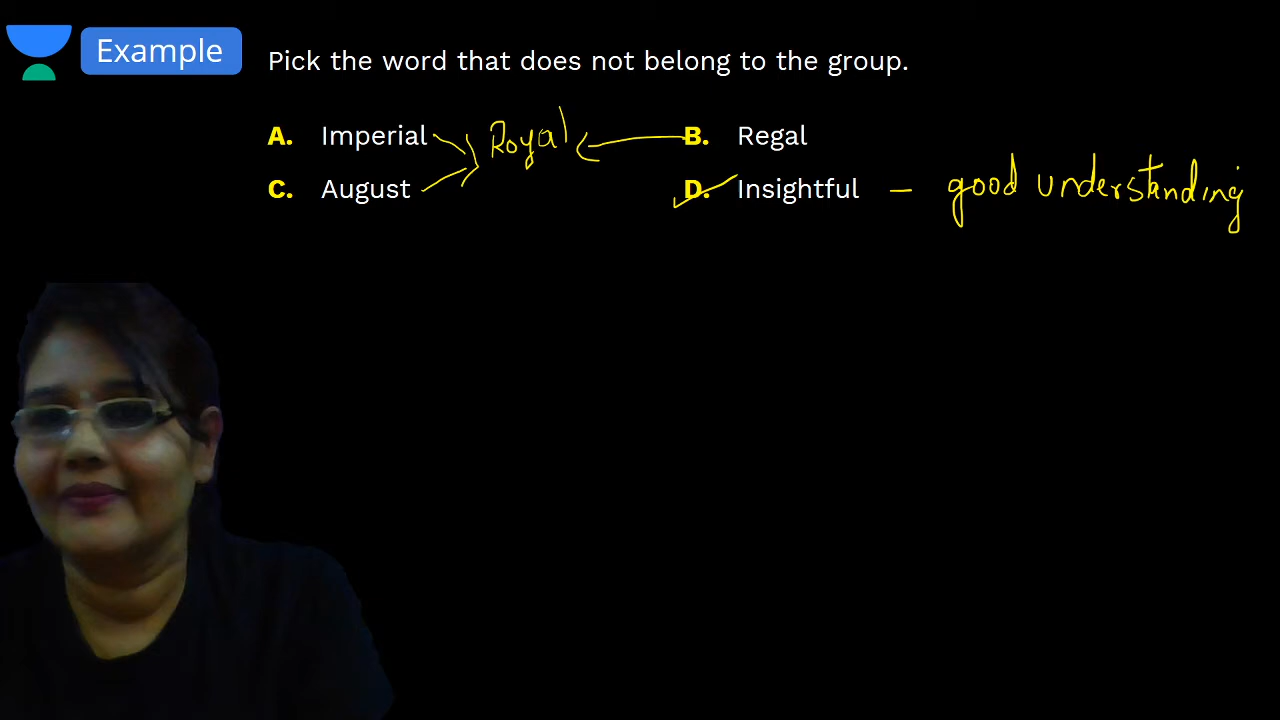 Example
Pick the word that does not belong to the group.
A. Imperial Royal B. Regal
C. August D. Insightful – good understanding